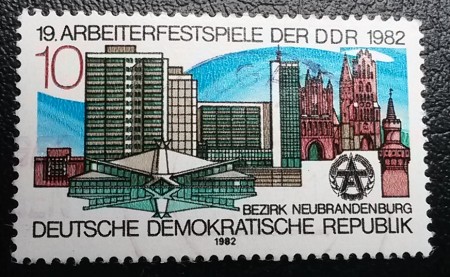 19. ARBEITERFESTSPIELE DER DDR 1982
10
BEZIRK NEUBRANDENBURG
DEUTSCHE DEMOKRATISCHE REPUBLIK
1982